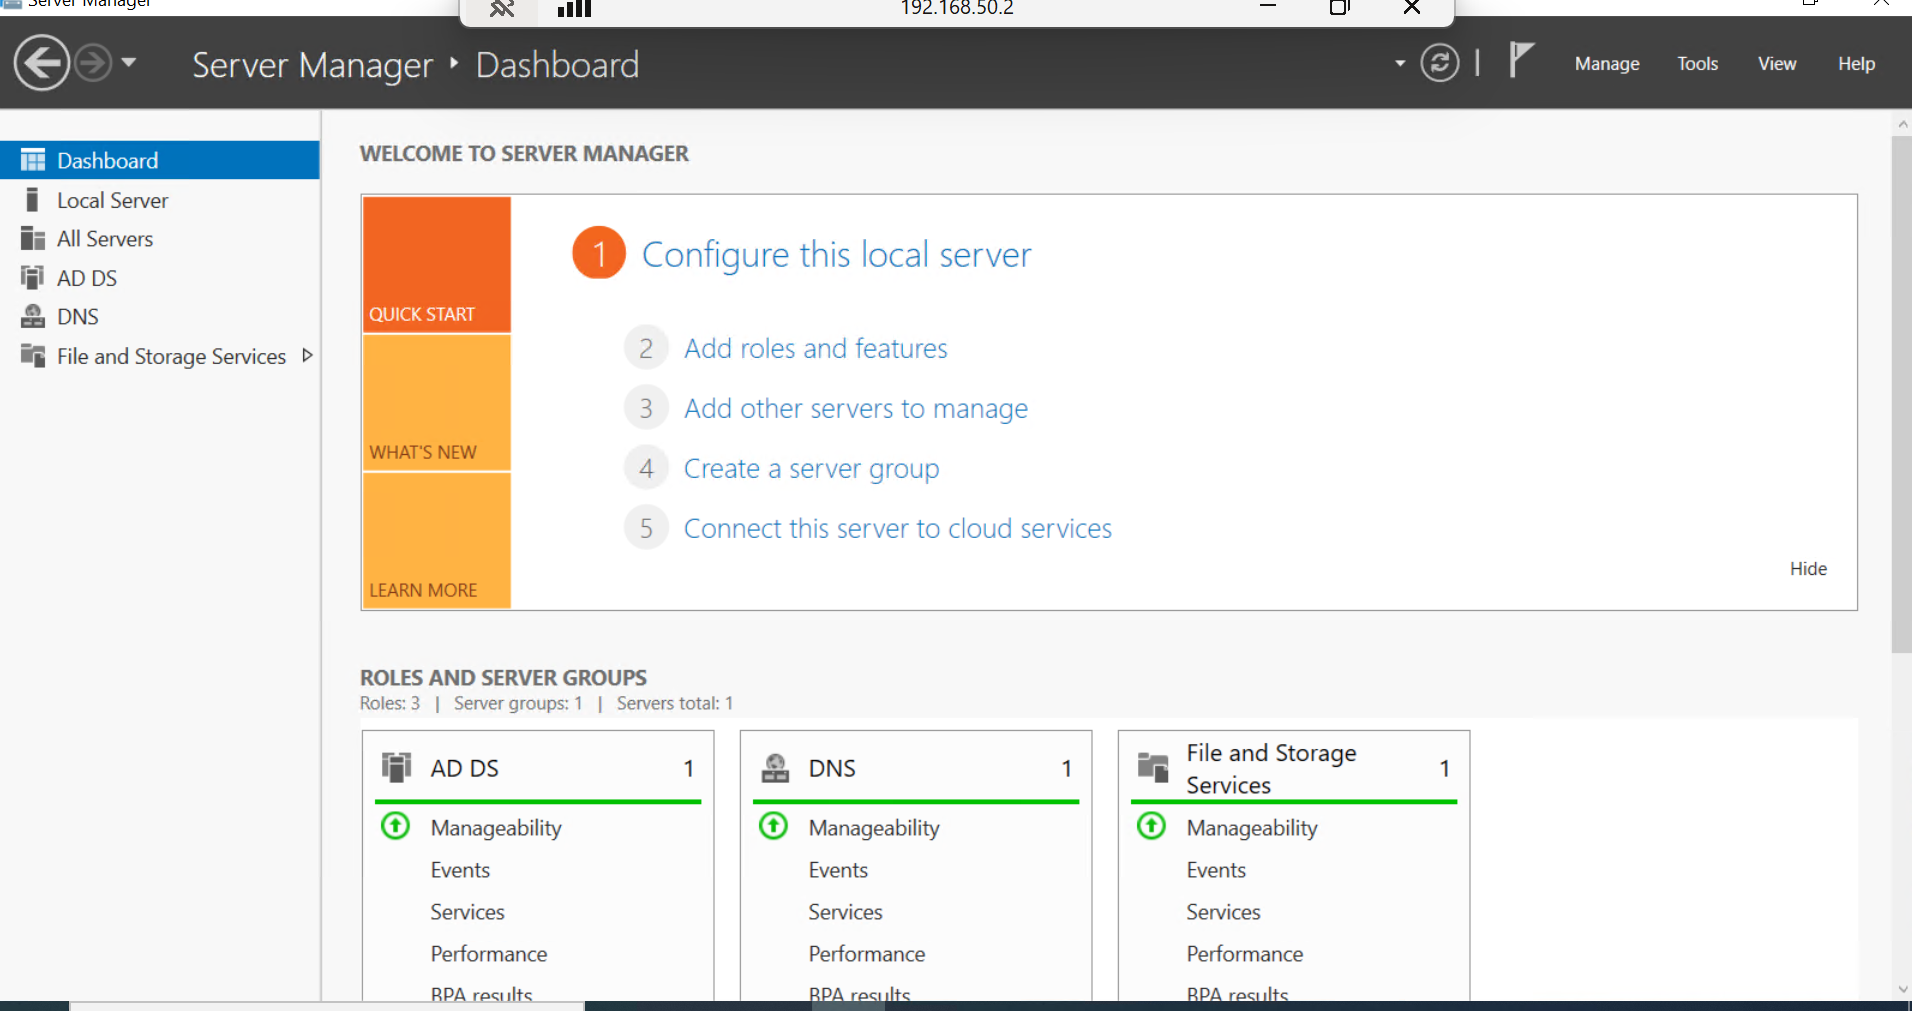 Server Manager
192.168.50.2
Server Manager Dashboard
Manage Tools View Help
Dashboard
Local Server
All Servers
AD DS
DNS
File and Storage Services
WELCOME TO SERVER MANAGER
QUICK START
WHAT'S NEW
LEARN MORE
1 Configure this local server
2 Add roles and features
3 Add other servers to manage
4 Create a server group
5 Connect this server to cloud services
Hide
ROLES AND SERVER GROUPS
Roles: 3 | Server groups: 1 | Servers total: 1
AD DS 1
Manageability
Events
Services
Performance
BPA results
DNS 1
Manageability
Events
Services
Performance
BPA results
File and Storage
Services 1
Manageability
Events
Services
Performance
BPA results